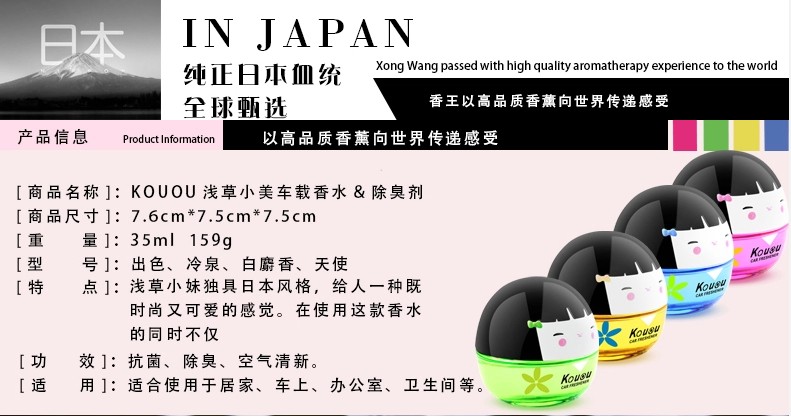 日本
IN JAPAN
纯正日本血统
全球甄选
Xong Wang passed with high quality aromatherapy experience to the world
香王以高品质香薰向世界传递感受
产品信息 Product Information
以高品质香薰向世界传递感受
[ 商品名称 ]：KOUOU 浅草小美车载香水 & 除臭剂
[ 商品尺寸 ]：7.6cm*7.5cm*7.5cm
[ 重 量 ]：35ml 159g
[ 型 号 ]：出色、冷泉、白麝香、天使
[ 特 点 ]：浅草小妹独具日本风格，给人一种既
时尚又可爱的感觉。在使用这款香水
的同时不仅
[ 功 效 ]：抗菌、除臭、空气清新。
[ 适 用 ]：适合使用于居家、车上、办公室、卫生间等。
Kouou
CAR FRESHENER
Kouou
CAR FRESHENER
Kouou
CAR FRESHENER
Kouou
CAR FRESHENER